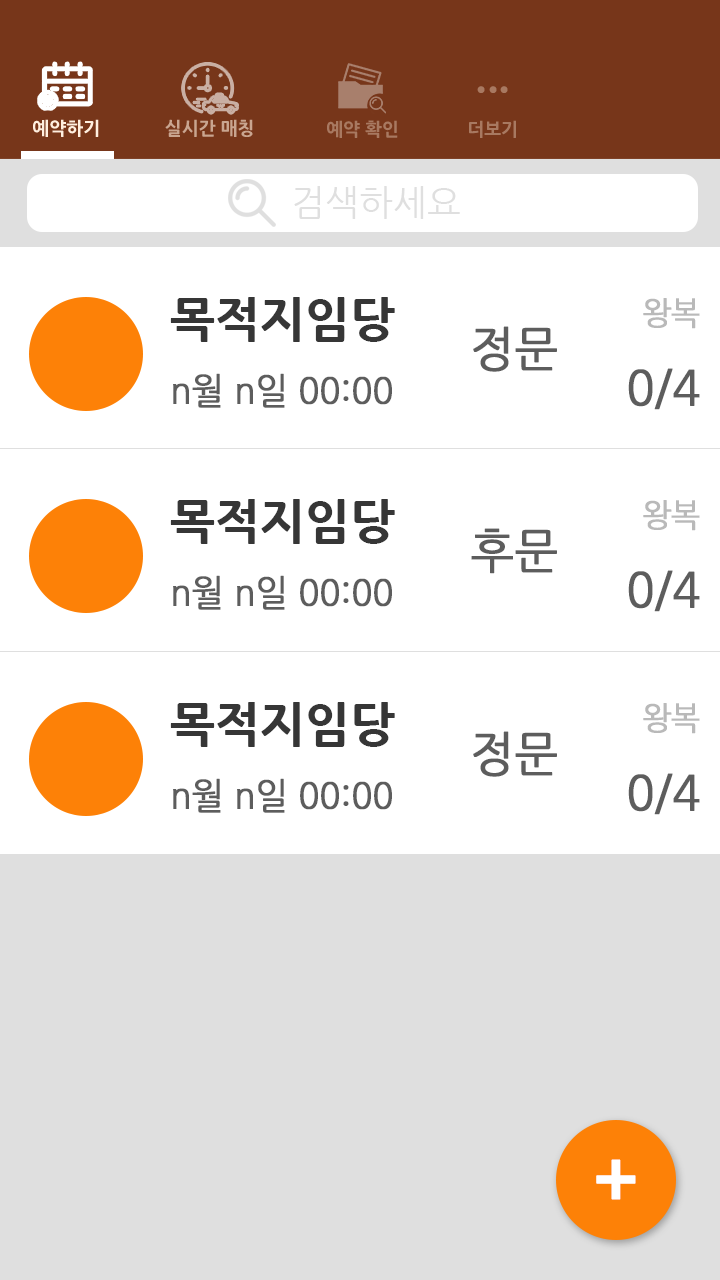 예약하기 실시간 매칭 예약 확인 더보기
검색하세요
목적지임당 정문 왕복
n월 n일 00:00 0/4
목적지임당 후문 왕복
n월 n일 00:00 0/4
목적지임당 정문 왕복
n월 n일 00:00 0/4
+